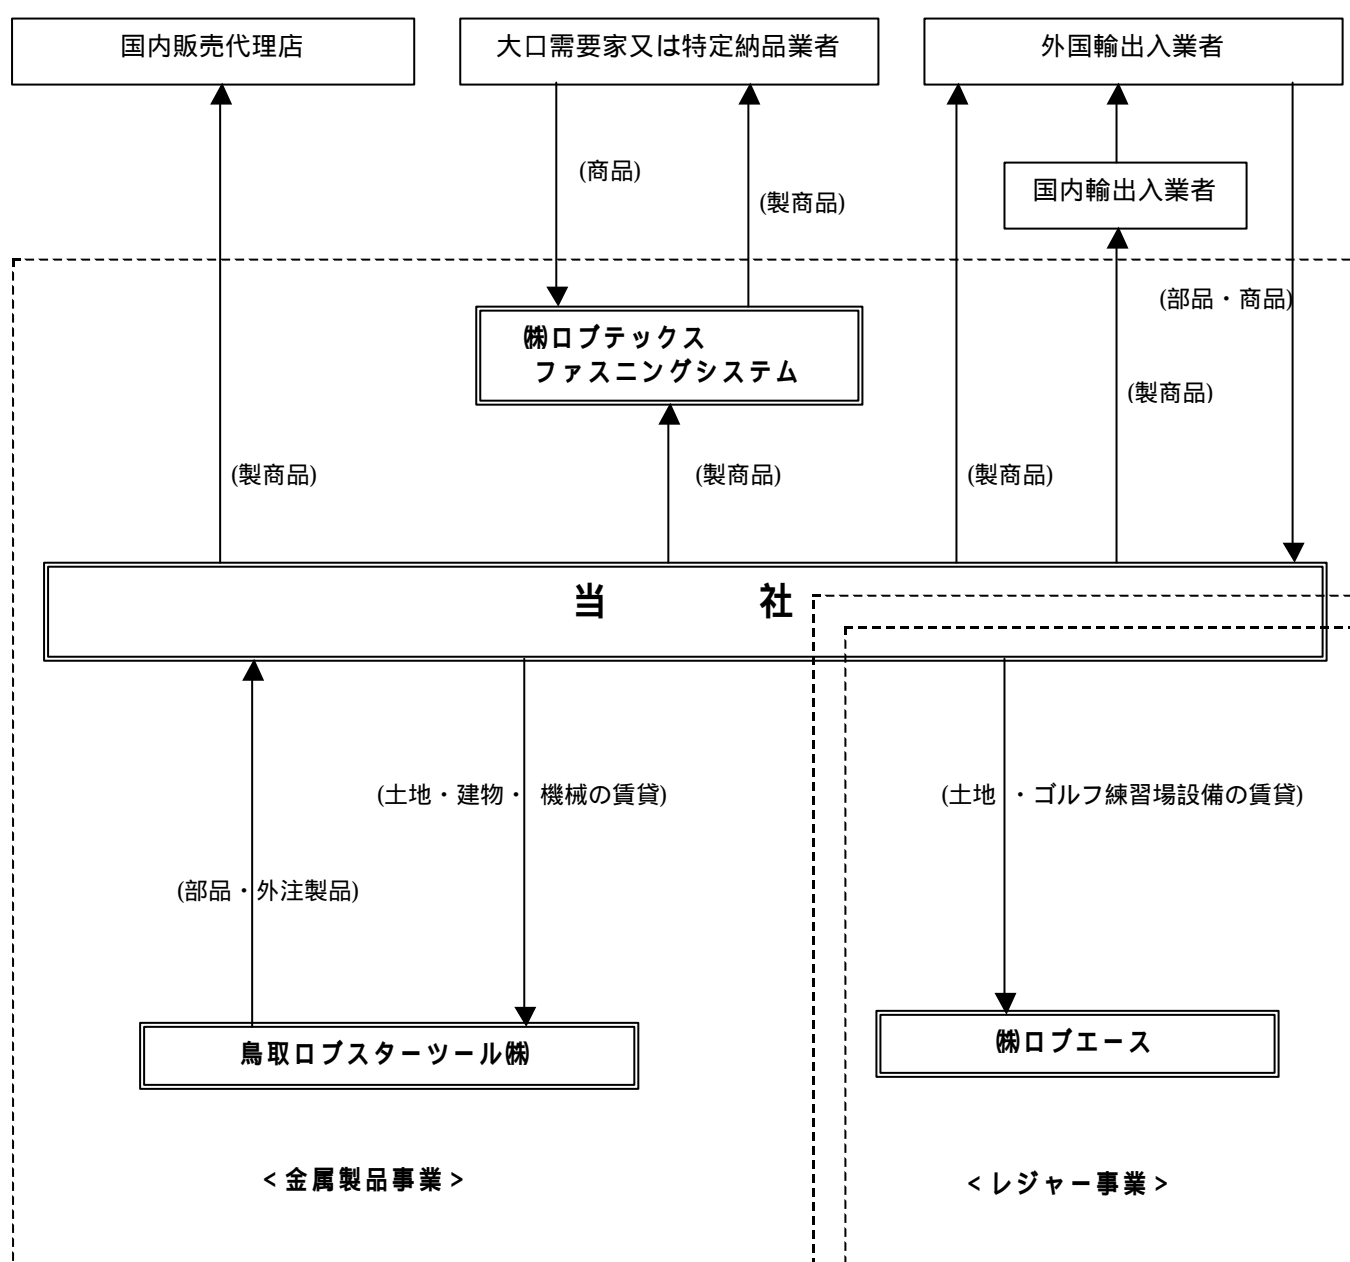 国内販売代理店
大口需要家又は特定納品業者
外国輸出入業者
(商品)
(製商品)
国内輸出入業者
(部品・商品)
㈱ロブテックス
ファスニングシステム
(製商品)
(製商品)
(製商品)
(製商品)
当 社
(土地・建物・ 機械の賃貸)
(土地 ・ゴルフ練習場設備の賃貸)
(部品・外注製品)
鳥取ロブスターツール㈱
㈱ロブエース
<金属製品事業>
<レジャー事業>